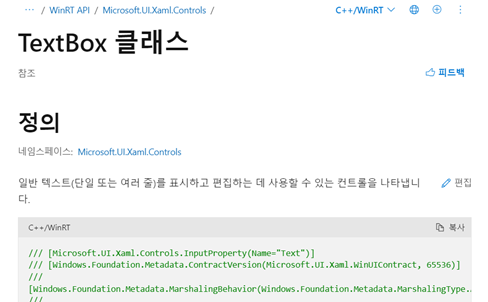 ··· / WinRT API / Microsoft.UI.Xaml.Controls / C++/WinRT
TextBox 클래스
참조 피드백
정의
네임스페이스: Microsoft.UI.Xaml.Controls
일반 텍스트(단일 또는 여러 줄)를 표시하고 편집하는 데 사용할 수 있는 컨트롤을 나타냅니 편집
다.
C++/WinRT 복사
/// [Microsoft.UI.Xaml.Controls.InputProperty(Name="Text")]
/// [Windows.Foundation.Metadata.ContractVersion(Microsoft.UI.Xaml.WinUIContract, 65536)]
///
[Windows.Foundation.Metadata.MarshalingBehavior(Windows.Foundation.Metadata.MarshalingType.
///